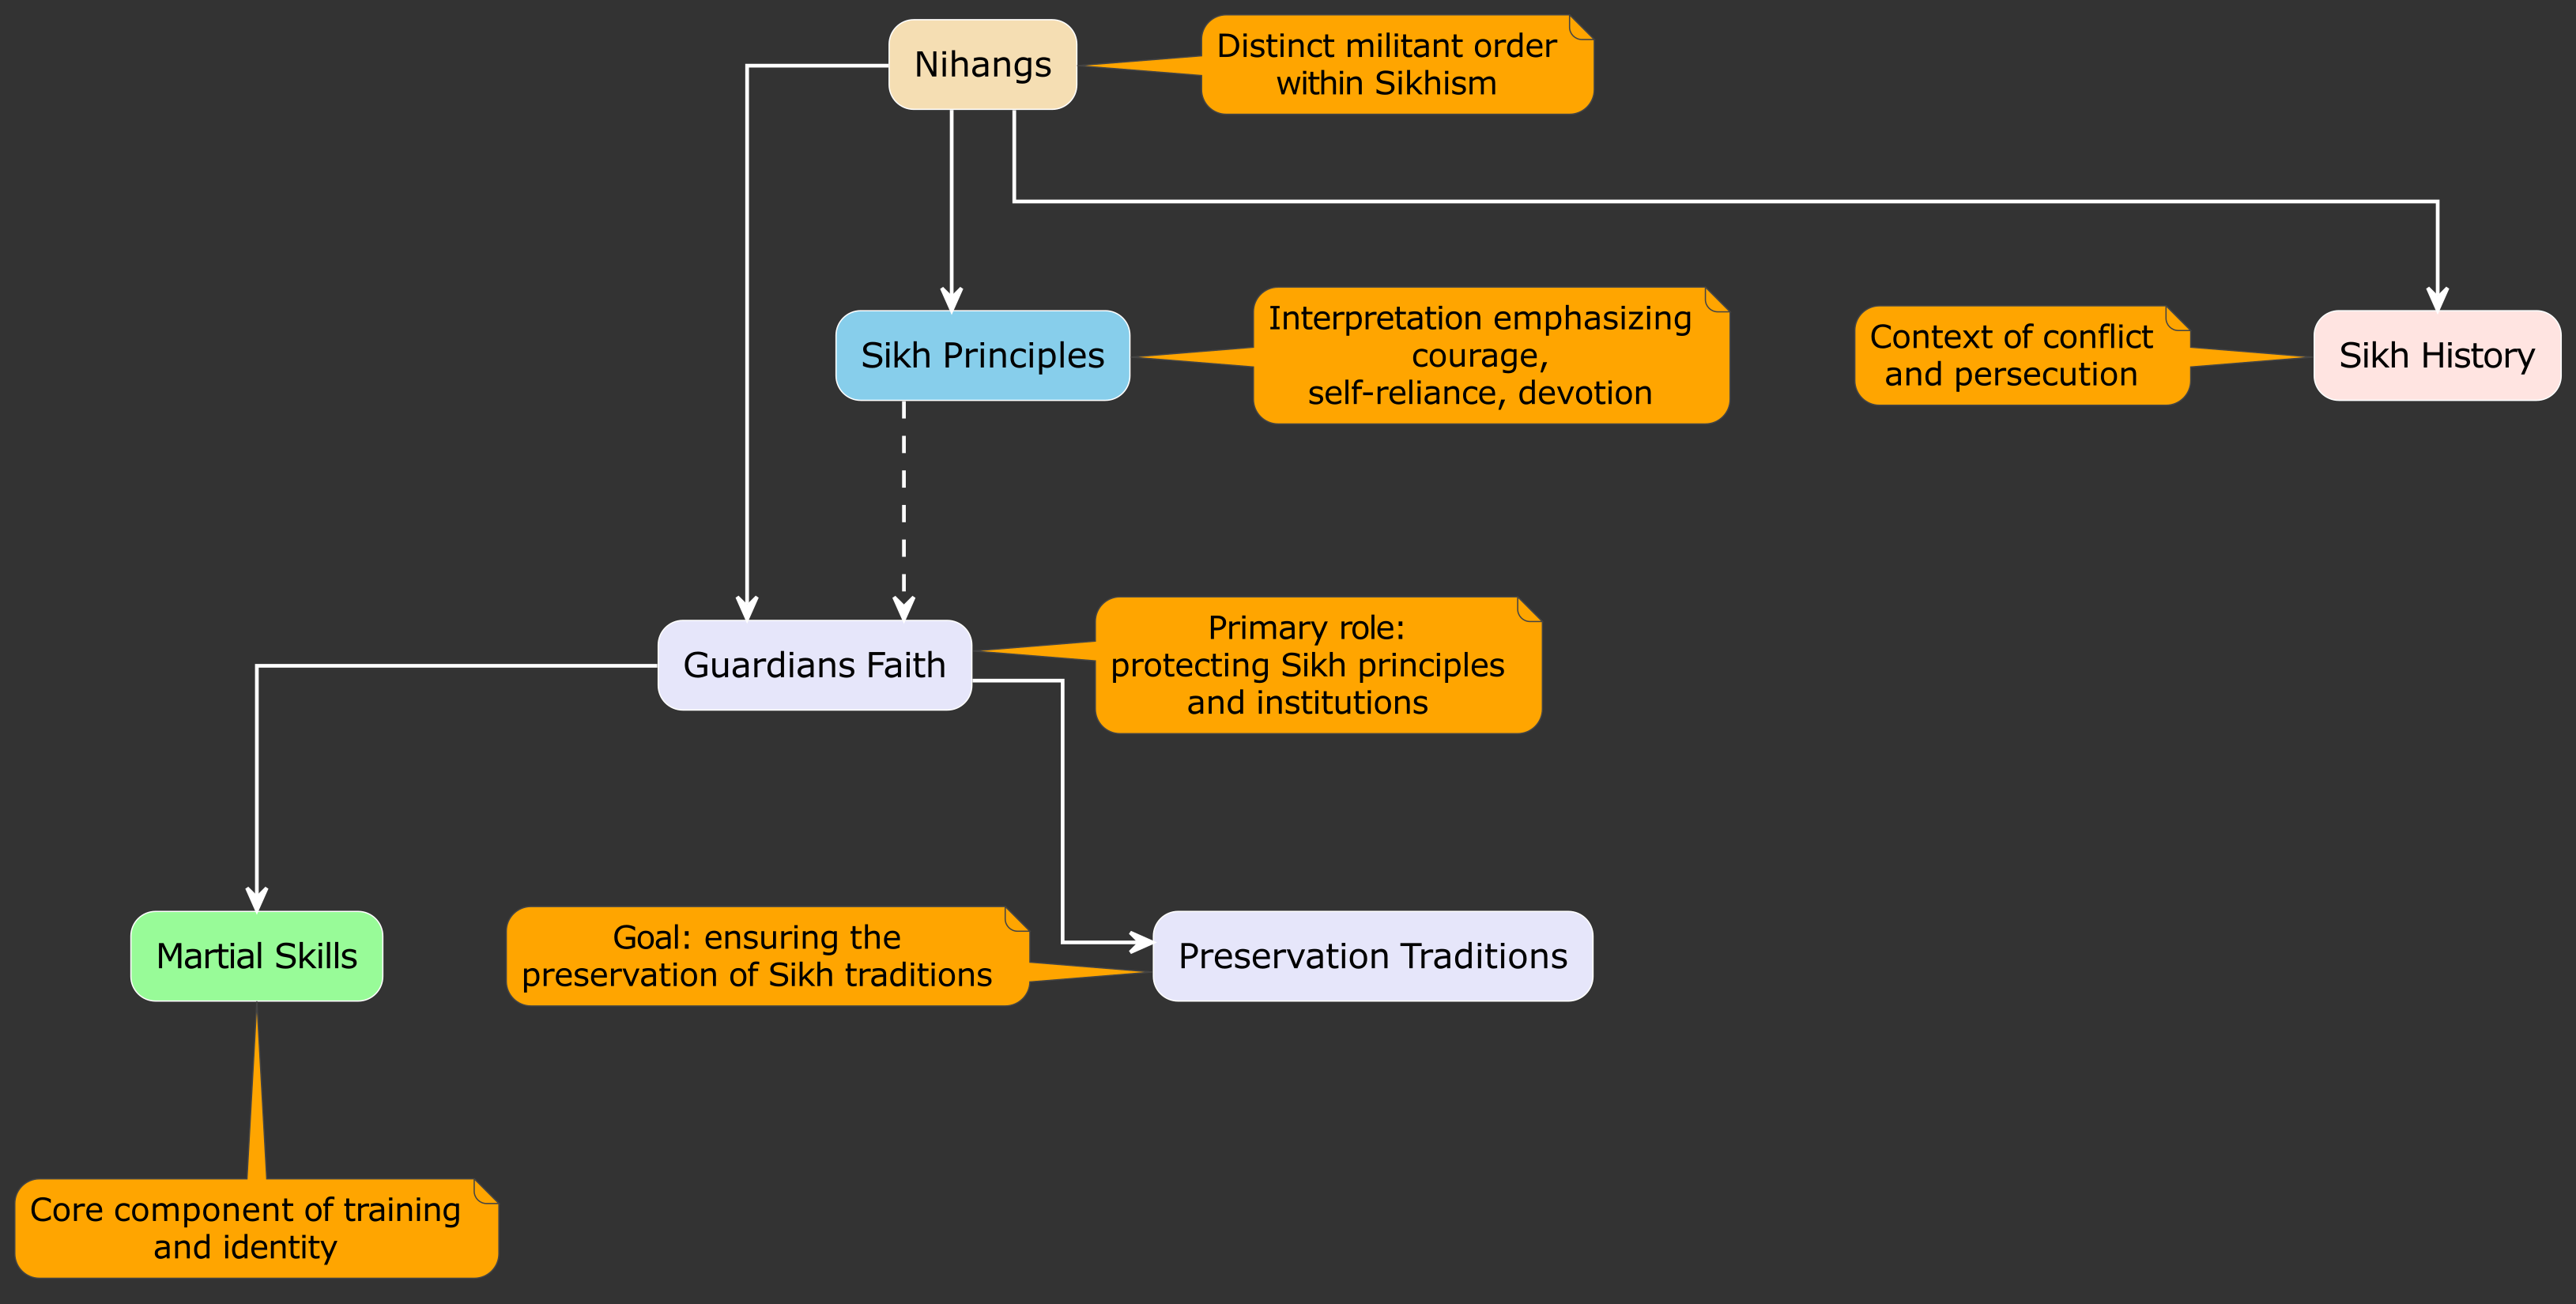 Nihangs
Distinct militant order
within Sikhism
Sikh Principles
Interpretation emphasizing
courage,
self-reliance, devotion
Context of conflict
and persecution
Sikh History
Guardians Faith
Primary role:
protecting Sikh principles
and institutions
Martial Skills
Goal: ensuring the
preservation of Sikh traditions
Preservation Traditions
Core component of training
and identity